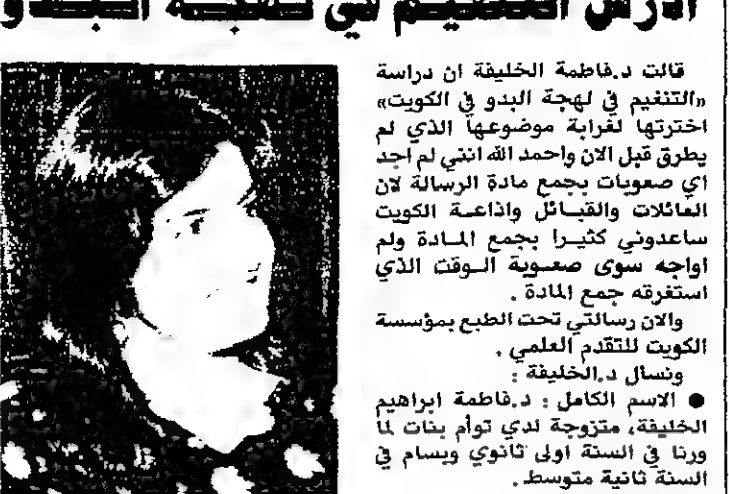 في لهجة البدو
قالت د.فاطمة الخليفة ان دراسة
«التنغيم في لهجة البدو في الكويت»
اخترتها لغرابة موضوعها الذي لم
يطرق قبل الان واحمد الله انني لم اجد
اي صعوبات بجمع مادة الرسالة لان
العائلات والقبائل واذاعة الكويت
ساعدوني كثيرا بجمع المادة ولم
اواجه سوى صعوبة الوقت الذي
استغرقه جمع المادة .
والان رسالتي تحت الطبع بمؤسسة
الكويت للتقدم العلمي .
ونسأل د.الخليفة :
● الاسم الكامل : د.فاطمة ابراهيم
الخليفة، متزوجة لدي توأم بنات لما
ورنا في السنة اولى ثانوي وبسام في
السنة ثانية متوسط .